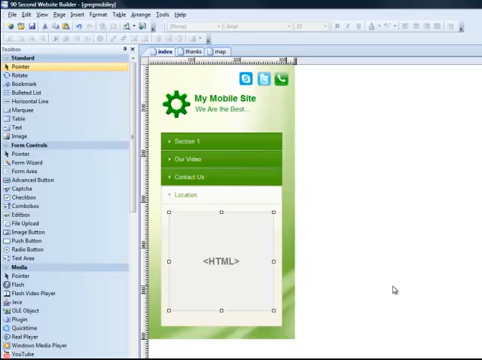 90 Second Website Builder - [gregmobiley]
File Edit View Page Insert Format Table Arrange Tools Help
Toolbox
index thanks map
Standard
Pointer
Rotate
Bookmark
Bulleted List
Horizontal Line
Marquee
Table
Text
Image
Form Controls
Pointer
Form Wizard
Form Area
Advanced Button
Captcha
Checkbox
Combobox
Editbox
File Upload
Image Button
Push Button
Radio Button
Text Area
Media
Pointer
Flash
Flash Video Player
Java
OLE Object
Plugin
Quicktime
Real Player
Windows Media Player
YouTube
My Mobile Site
We Are the Best...
Section 1
Our Video
Contact Us
Location
<HTML>